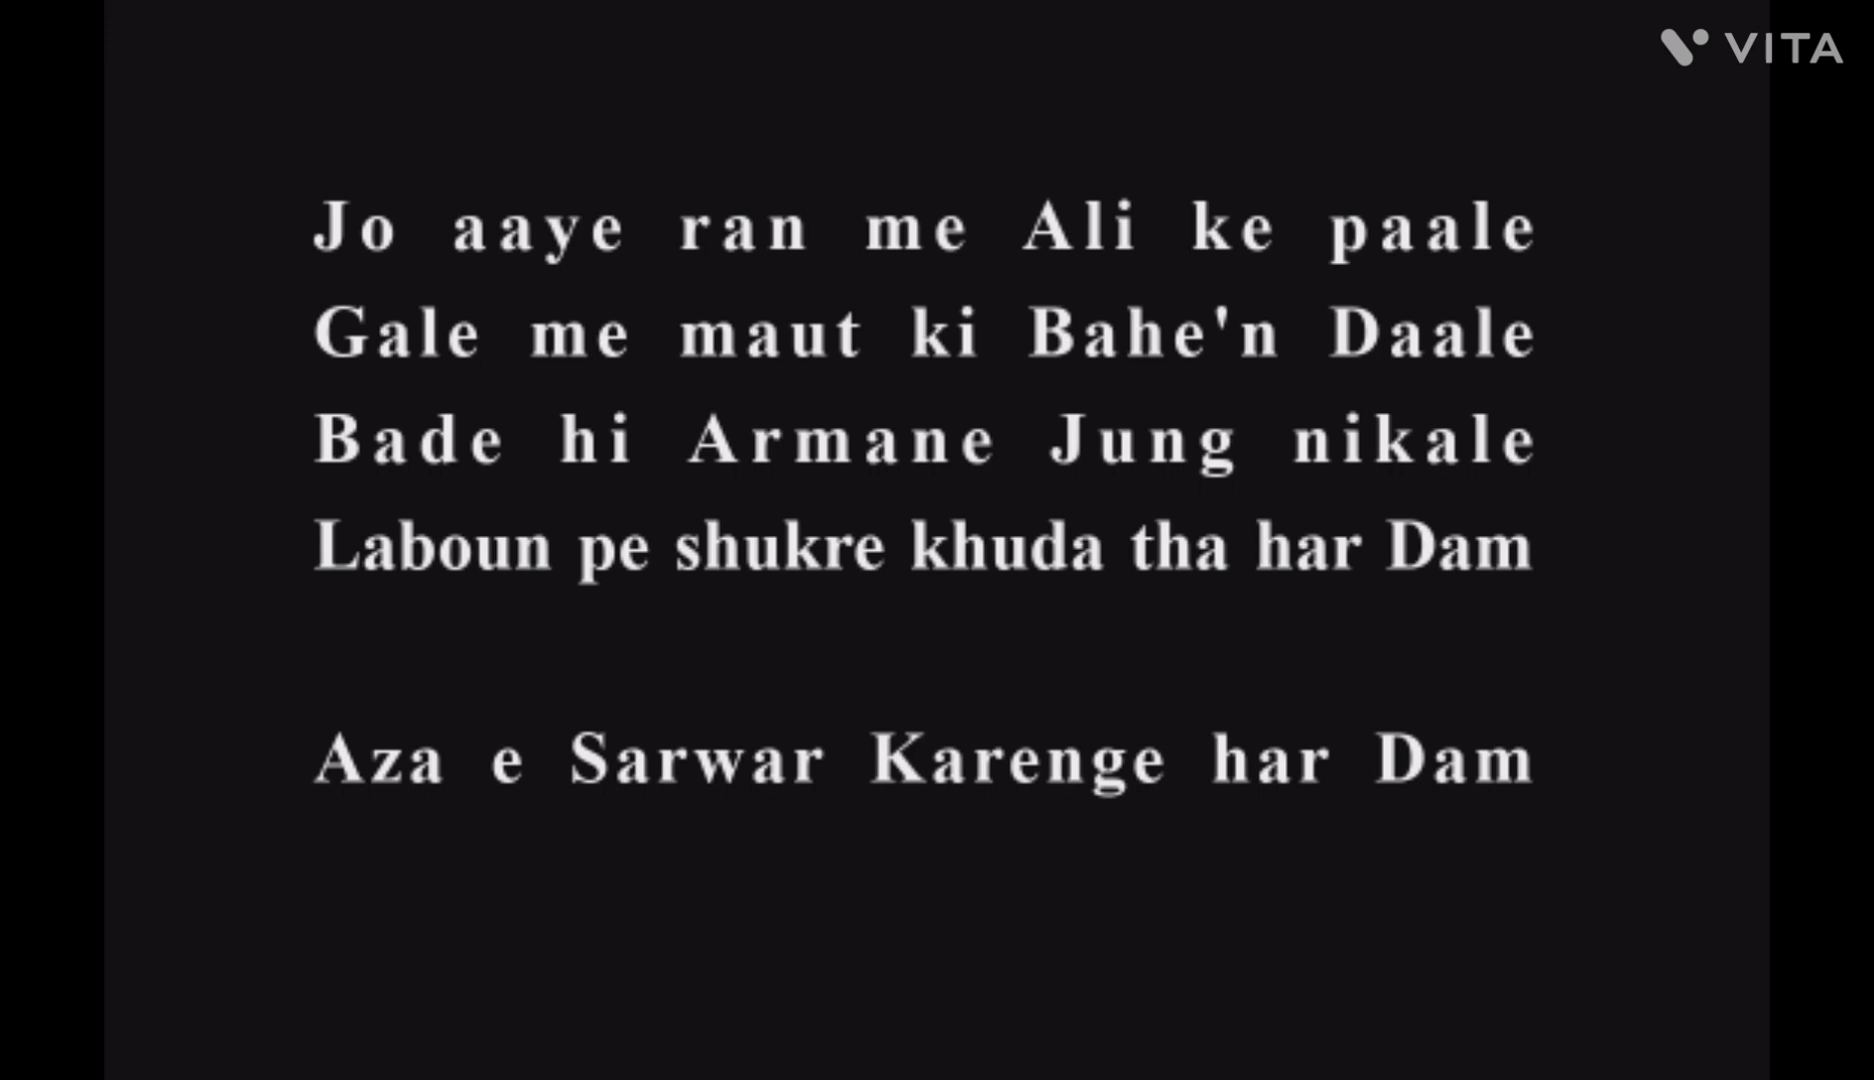 VITA
Jo aaye ran me Ali ke paale
Gale me maut ki Bahe'n Daale
Bade hi Armane Jung nikale
Laboun pe shukre khuda tha har Dam
Aza e Sarwar Karenge har Dam